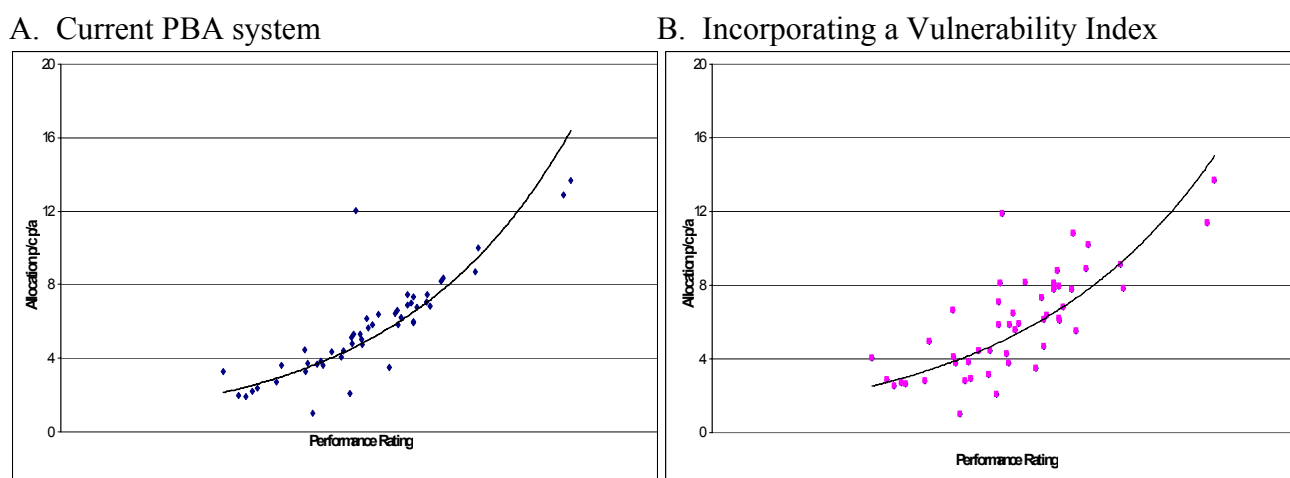 A. Current PBA system
B. Incorporating a Vulnerability Index
20
16
12
8
4
0
Allocation p/c p/a
Performance Rating
20
16
12
8
4
0
Allocation p/c p/a
Performance Rating